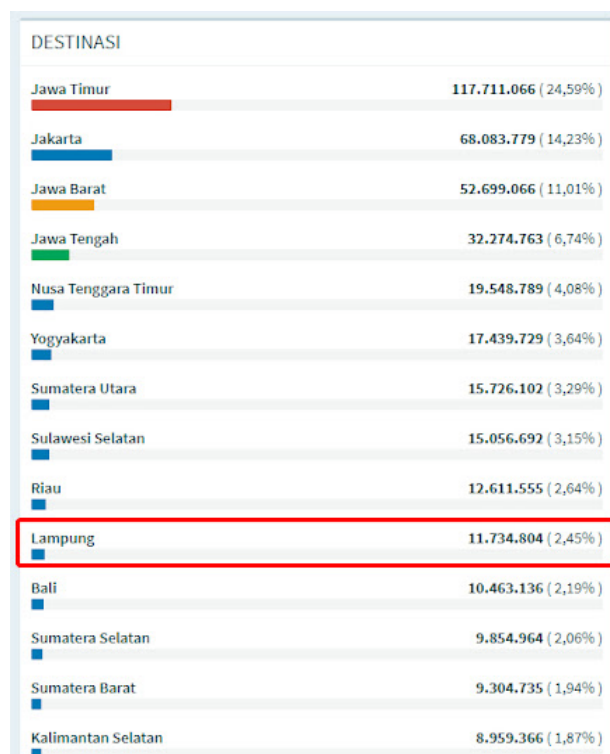 DESTINASI
Jawa Timur 117.711.066 ( 24,59% )
Jakarta 68.083.779 ( 14,23% )
Jawa Barat 52.699.066 ( 11,01% )
Jawa Tengah 32.274.763 ( 6,74% )
Nusa Tenggara Timur 19.548.789 ( 4,08% )
Yogyakarta 17.439.729 ( 3,64% )
Sumatera Utara 15.726.102 ( 3,29% )
Sulawesi Selatan 15.056.692 ( 3,15% )
Riau 12.611.555 ( 2,64% )
Lampung 11.734.804 ( 2,45% )
Bali 10.463.136 ( 2,19% )
Sumatera Selatan 9.854.964 ( 2,06% )
Sumatera Barat 9.304.735 ( 1,94% )
Kalimantan Selatan 8.959.366 ( 1,87% )